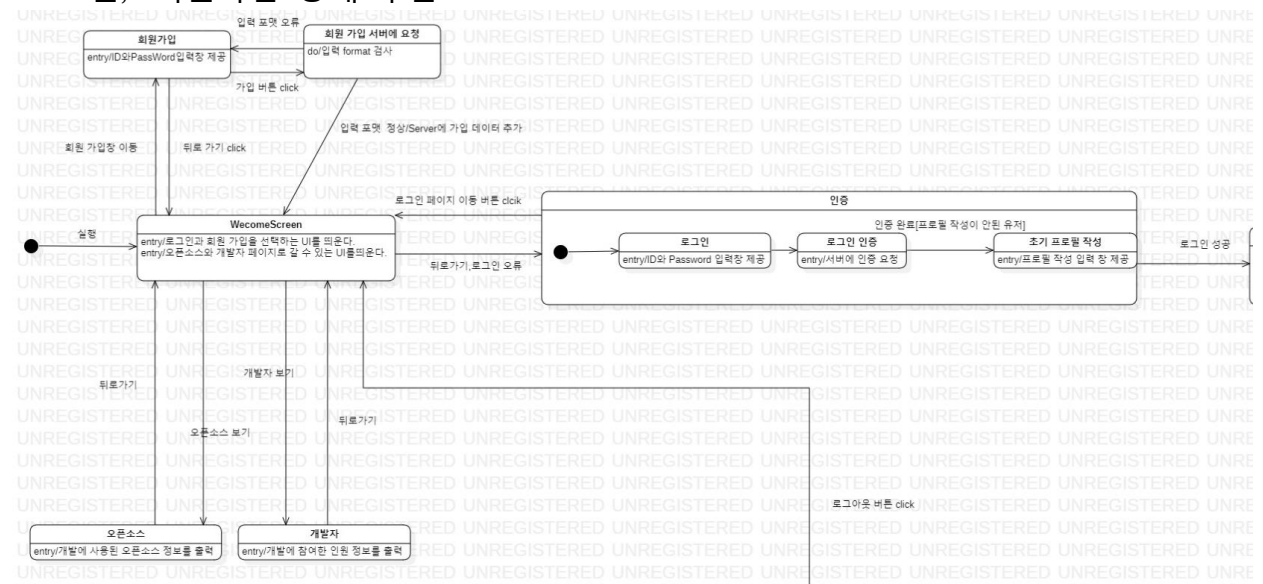 입력 포맷 오류
회원가입
entry/ID와PassWord입력창 제공
회원 가입 서버에 요청
do/입력 format 검사
가입 버튼 click
입력 포맷 정상/Server에 가입 데이터 추가
회원 가입창 이동
뒤로 가기 click
로그인 페이지 이동 버튼 clcik
인증
인증 완료[프로필 작성이 안된 유저]
실행
WecomeScreen
entry/로그인과 회원 가입을 선택하는 UI를 띄운다.
entry/오픈소스와 개발자 페이지로 갈 수 있는 UI를띄운다.
뒤로가기,로그인 오류
로그인
entry/ID와 Password 입력창 제공
로그인 인증
entry/서버에 인증 요청
초기 프로필 작성
entry/프로필 작성 입력 창 제공
로그인 성공
뒤로가기
개발자 보기
뒤로가기
오픈소스 보기
로그아웃 버튼 click
오픈소스
entry/개발에 사용된 오픈소스 정보를 출력
개발자
entry/개발에 참여한 인원 정보를 출력